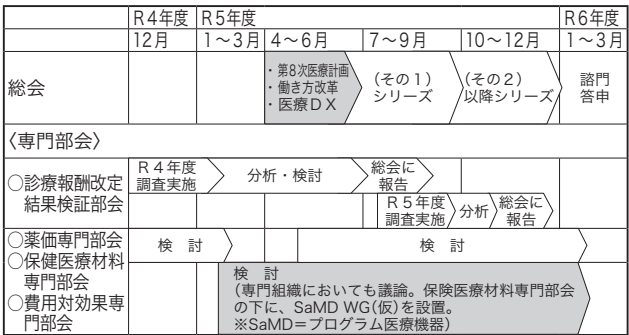 R4年度 R5年度 R6年度
12月 1～3月 4～6月 7～9月 10～12月 1～3月
総会
・第8次医療計画
・働き方改革
・医療DX
(その1)
シリーズ
(その2)
以降シリーズ
諮問
答申
〈専門部会〉
○診療報酬改定
結果検証部会
R4年度
調査実施
分析・検討
総会に
報告
R5年度
調査実施
分析
総会に
報告
○薬価専門部会
○保健医療材料
専門部会
○費用対効果専
門部会
検 討
検 討
検 討
(専門組織においても議論。保険医療材料専門部会
の下に、SaMD WG(仮)を設置。
※SaMD＝プログラム医療機器)